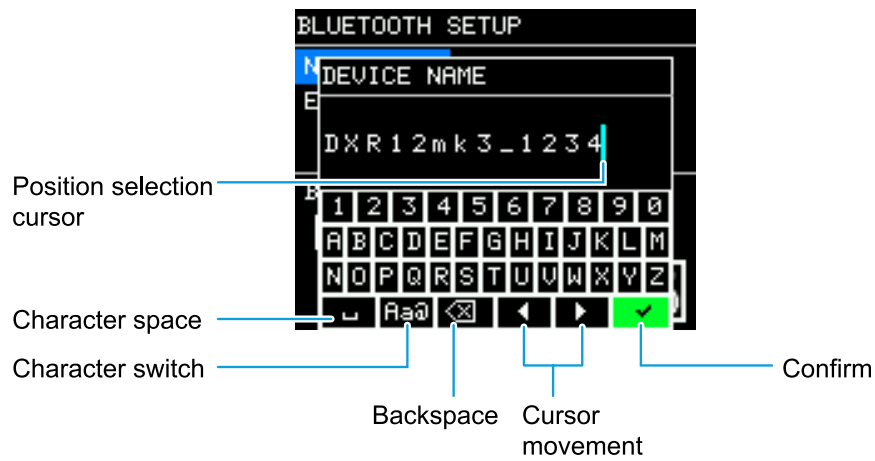 BLUETOOTH SETUP
N
DEVICE NAME
E
DXR12mk3_1234
Position selection
cursor
B
1 2 3 4 5 6 7 8 9 0
A B C D E F G H I J K L M
N O P Q R S T U V W X Y Z
Aa@
Character space
Character switch
Confirm
Backspace
Cursor
movement